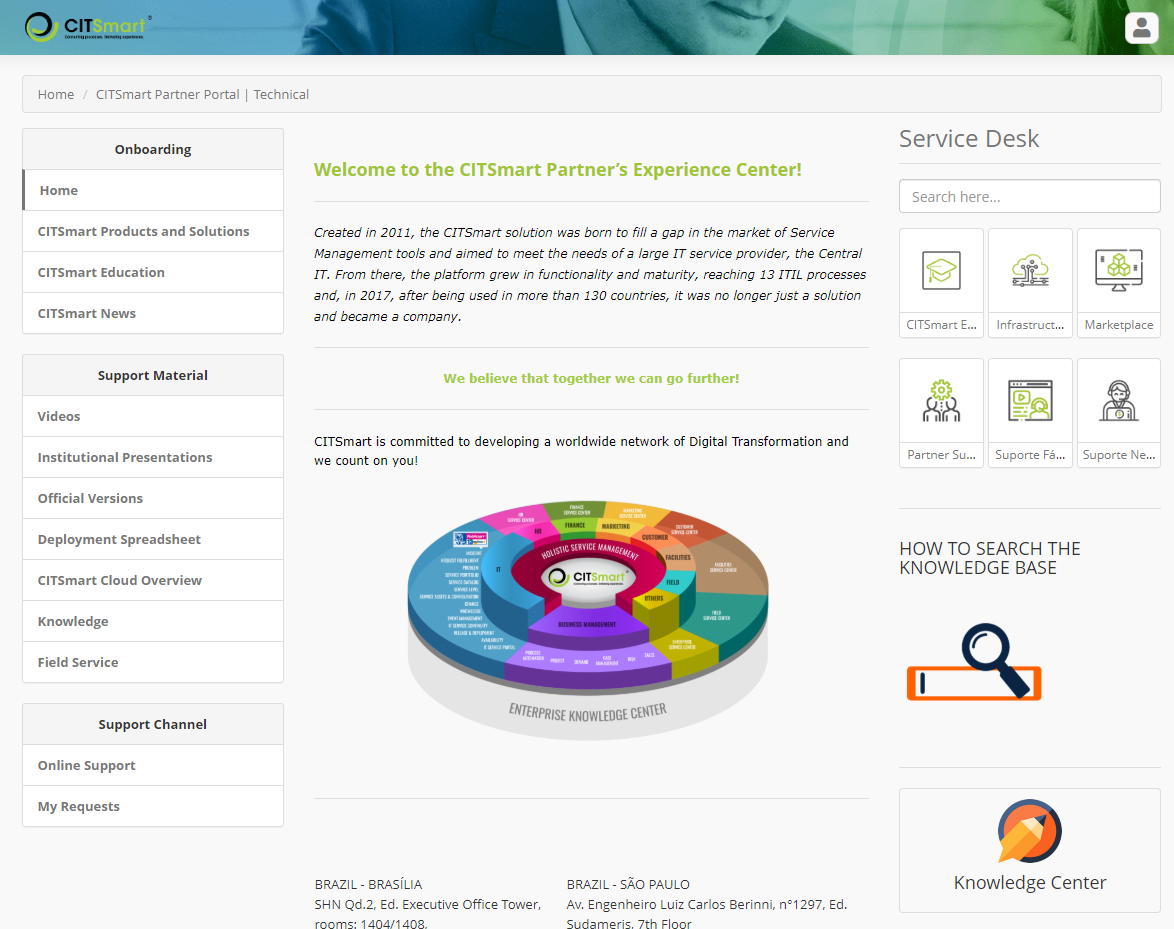 CITSmart
Connecting processes. Delivering experiences.
Home / CITSmart Partner Portal | Technical
Onboarding
Home
CITSmart Products and Solutions
CITSmart Education
CITSmart News
Support Material
Videos
Institutional Presentations
Official Versions
Deployment Spreadsheet
CITSmart Cloud Overview
Knowledge
Field Service
Support Channel
Online Support
My Requests
Welcome to the CITSmart Partner’s Experience Center!
Created in 2011, the CITSmart solution was born to fill a gap in the market of Service
Management tools and aimed to meet the needs of a large IT service provider, the Central
IT. From there, the platform grew in functionality and maturity, reaching 13 ITIL processes
and, in 2017, after being used in more than 130 countries, it was no longer just a solution
and became a company.
We believe that together we can go further!
CITSmart is committed to developing a worldwide network of Digital Transformation and
we count on you!
HR
SERVICE CENTER
FINANCE
SERVICE CENTER
MARKETING
SERVICE CENTER
CUSTOMER
SERVICE CENTER
FACILITIES
SERVICE CENTER
FIELD
SERVICE CENTER
ENTERPRISE
SERVICE CENTER
IT
HR
FINANCE
MARKETING
CUSTOMER
FACILITIES
FIELD
OTHERS
HOLISTIC SERVICE MANAGEMENT
CITSmart
BUSINESS MANAGEMENT
INCIDENT
REQUEST FULFILLMENT
PROBLEM
SERVICE PORTFOLIO
SERVICE CATALOG
SERVICE LEVEL
SERVICE ASSETS & CONFIGURATION
CHANGE
KNOWLEDGE
EVENT MANAGEMENT
IT SERVICE CONTINUITY
RELEASE & DEPLOYMENT
AVAILABILITY
IT SERVICE PORTAL
PROCESS
AUTOMATION
PROJECT
DEMAND
CASE
MANAGEMENT
RISK
SALES
ENTERPRISE KNOWLEDGE CENTER
BRAZIL - BRASÍLIA
SHN Qd.2, Ed. Executive Office Tower,
rooms: 1404/1408,
BRAZIL - SÃO PAULO
Av. Engenheiro Luiz Carlos Berinni, n°1297, Ed.
Sudameris, 7th Floor
Service Desk
Search here...
CITSmart E...
Infrastruct...
Marketplace
Partner Su...
Suporte Fá...
Suporte Ne...
HOW TO SEARCH THE
KNOWLEDGE BASE
Knowledge Center